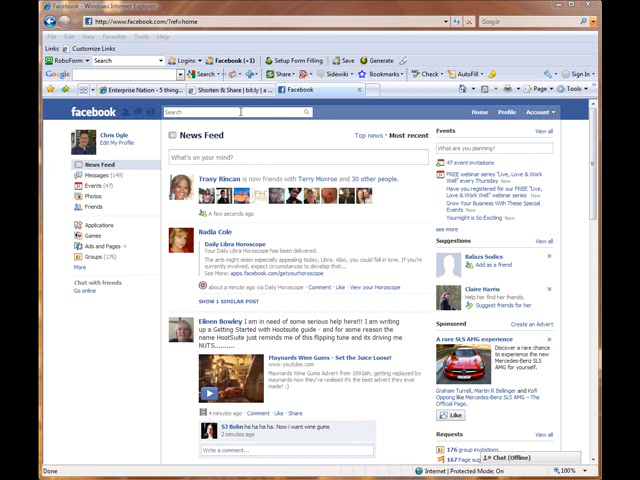 Facebook - Windows Internet Explorer
http://www.facebook.com/?ref=home
Google
File Edit View Favorites Tools Help
Links Customize Links
RoboForm Search Logins Facebook (+1) Setup Form Filling Save Generate
Google Search Share Sidewiki Bookmarks Check AutoFill Sign In
Enterprise Nation - 5 thing... Shorten & Share | bit.ly | a ... Facebook Page Tools
facebook Search Home Profile Account
Chris Ogle
Edit My Profile
News Feed
Messages (149)
Events (47)
Photos
Friends
Applications
Games
Ads and Pages
Groups (176)
More
Chat with friends
Go online
News Feed Top news · Most recent
What's on your mind?
Trasy Rincan is now friends with Terry Monroe and 30 other people.
A few seconds ago
Nadia Cole
Daily Libra Horoscope
Your Daily Libra Horoscope has been delivered.
The arts might seem especially appealing today, Libra. Also, you could fall in love. If you're
currently involved, expect circumstances to develop that...
See more: apps.facebook.com/getyourhoroscope
about a minute ago via Daily Horoscope · Comment · Like · View your Horoscope
SHOW 1 SIMILAR POST
Eileen Bowley I am in need of some serious help here!!! I am writing
up a Getting Started with Hootsuite guide - and for some reason the
name HootSuite just reminds me of this flipping tune and its driving me
NUTS..........
Maynards Wine Gums - Set the Juice Loose!
www.youtube.com
Maynards Wine Gums Advert from 1991ish, getting replayed by
maynards now they've realised it's the best advert they have
ever made! :)
4 minutes ago · Comment · Like · Share
SJ Bohn ha ha ha ha. Now i want wine gums
2 minutes ago
Write a comment...
Events View all
What are you planning?
47 event invitations
FREE webinar series "Live, Love & Work Well" every Thursday Now
Have you registered for our FREE webinar series "Live, Love & Work Well" yet? Now
Grow Your Business With These Special Events
Yournight is So Exciting Now
see more
Suggestions View all
Balazs Sodics
Add as a friend
Claire Harris
Help her find her friends.
Suggest friends for her
Sponsored Create an Advert
A rare SLS AMG experience
Discover a rare chance to experience the new Mercedes-Benz SLS AMG.
Graham Turrell, Martin R Bellinger and Kofi Oppong like Mercedes-Benz SLS AMG — The Official Page.
Like
Requests View all
176 group invitations
167 Page
Chat (Offline)
Done Internet | Protected Mode: On 100%